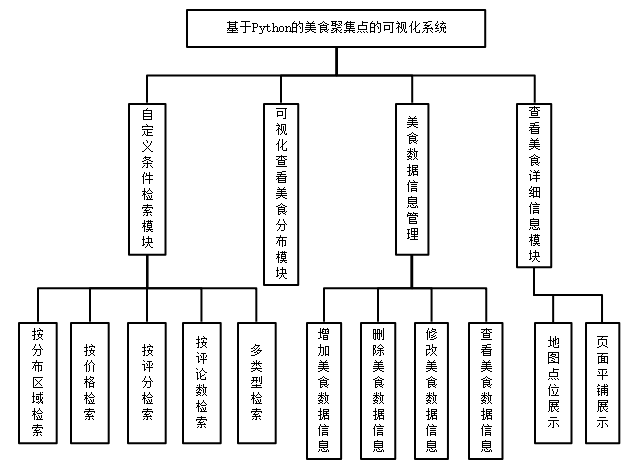 基于Python的美食聚集点的可视化系统
自定义条件检索模块
可视化查看美食分布模块
美食数据信息管理
查看美食详细信息模块
按分布区域检索
按价格检索
按评分检索
按评论数检索
多类型检索
增加美食数据信息
删除美食数据信息
修改美食数据信息
查看美食数据信息
地图点位展示
页面平铺展示